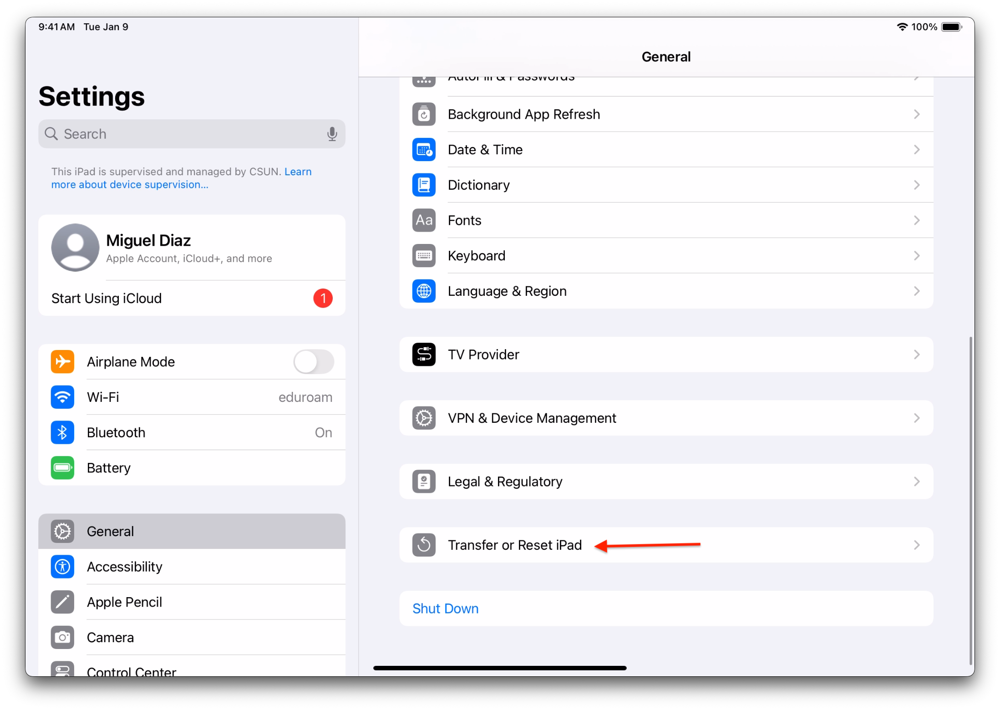 9:41 AM Tue Jan 9
100%
Settings
Search
This iPad is supervised and managed by CSUN. Learn
more about device supervision...
Miguel Diaz
Apple Account, iCloud+, and more
Start Using iCloud
1
Airplane Mode
Wi-Fi
eduroam
Bluetooth
On
Battery
General
Accessibility
Apple Pencil
Camera
Control Center
General
AutoFill & Passwords
Background App Refresh
Date & Time
Dictionary
Aa
Fonts
Keyboard
Language & Region
TV Provider
VPN & Device Management
Legal & Regulatory
Transfer or Reset iPad
Shut Down